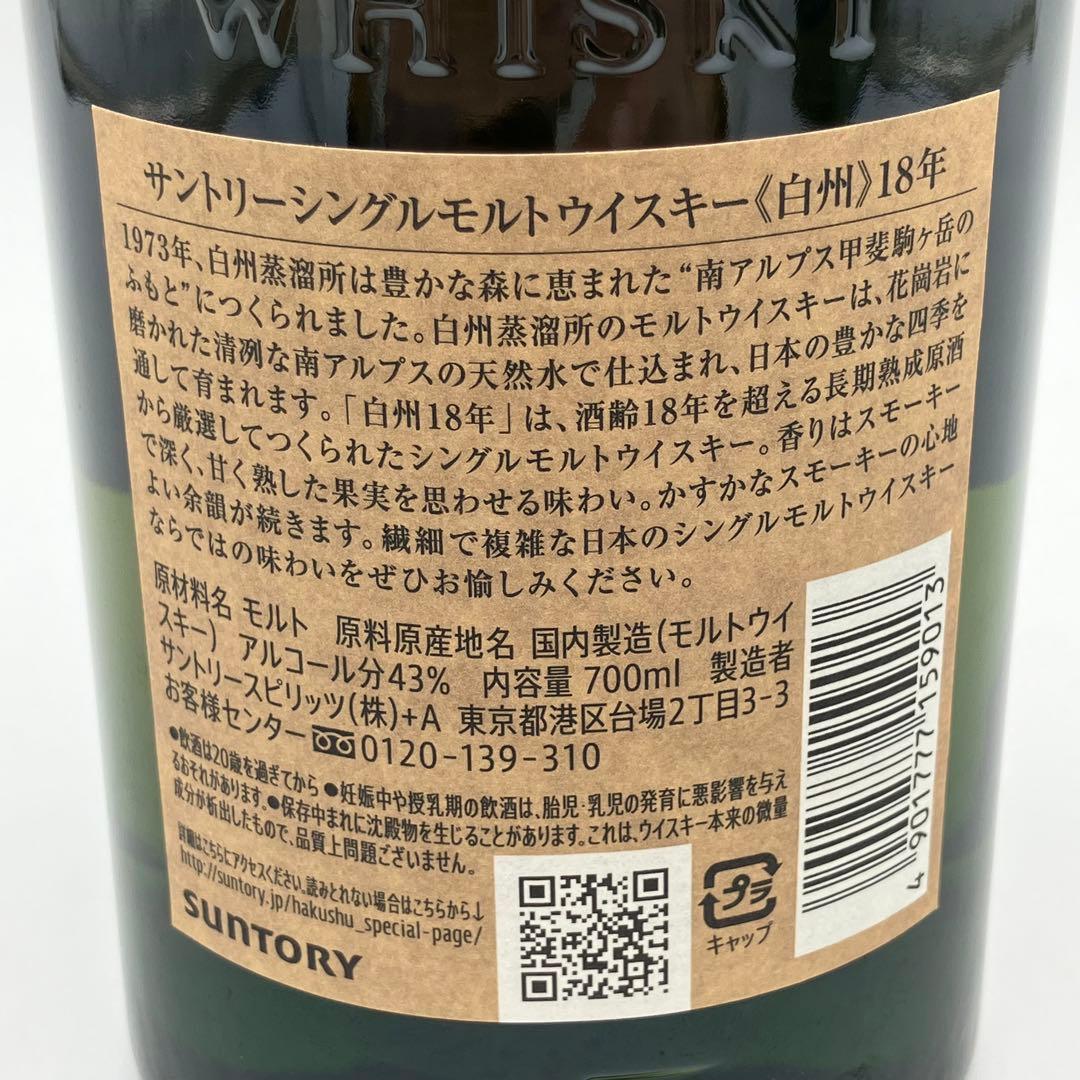 WHISKY
サントリーシングルモルトウイスキー《白州》18年
1973年、白州蒸溜所は豊かな森に恵まれた“南アルプス甲斐駒ヶ岳の
ふもと”につくられました。白州蒸溜所のモルトウイスキーは、花崗岩に
磨かれた清冽な南アルプスの天然水で仕込まれ、日本の豊かな四季を
通して育まれます。「白州18年」は、酒齢18年を超える長期熟成原酒
から厳選してつくられたシングルモルトウイスキー。香りはスモーキー
で深く、甘く熟した果実を思わせる味わい。かすかなスモーキーの心地
よい余韻が続きます。繊細で複雑な日本のシングルモルトウイスキー
ならではの味わいをぜひお愉しみください。
原材料名 モルト 原料原産地名 国内製造(モルトウイ
スキー) アルコール分43% 内容量 700ml 製造者
サントリースピリッツ(株)+A 東京都港区台場2丁目3-3
お客様センター 0120-139-310
●飲酒は20歳を過ぎてから ●妊娠中や授乳期の飲酒は、胎児・乳児の発育に悪影響を与え
るおそれがあります。●保存中まれに沈殿物を生じることがあります。これは、ウイスキー本来の微量
成分が析出したもので、品質上問題ございません。
詳細はこちらにアクセスください。読みとれない場合はこちらから↓
http://suntory.jp/hakushu_special-page/
SUNTORY
プラ
キャップ
4 901777 159013